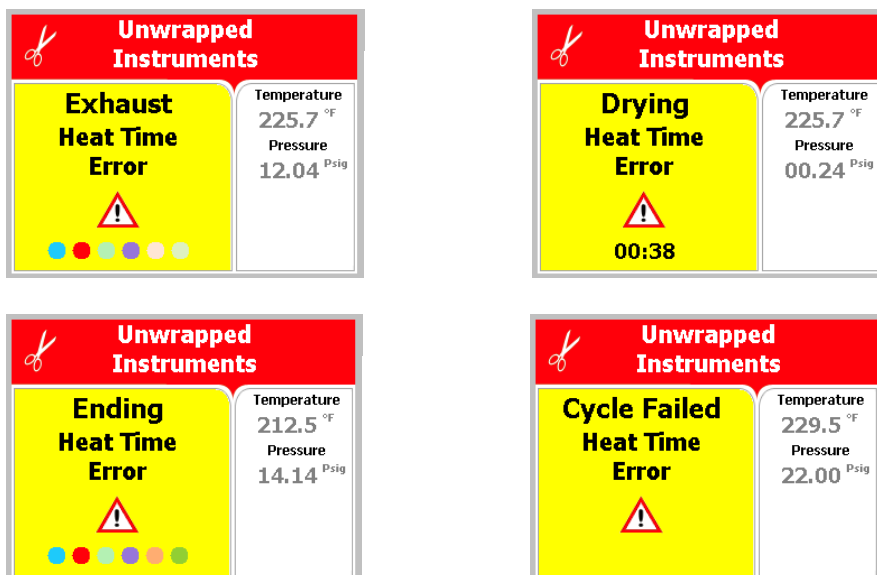 Unwrapped
Instruments
Exhaust
Heat Time
Error
Temperature
225.7 °F
Pressure
12.04 Psig
Unwrapped
Instruments
Drying
Heat Time
Error
00:38
Temperature
225.7 °F
Pressure
00.24 Psig
Unwrapped
Instruments
Ending
Heat Time
Error
Temperature
212.5 °F
Pressure
14.14 Psig
Unwrapped
Instruments
Cycle Failed
Heat Time
Error
Temperature
229.5 °F
Pressure
22.00 Psig